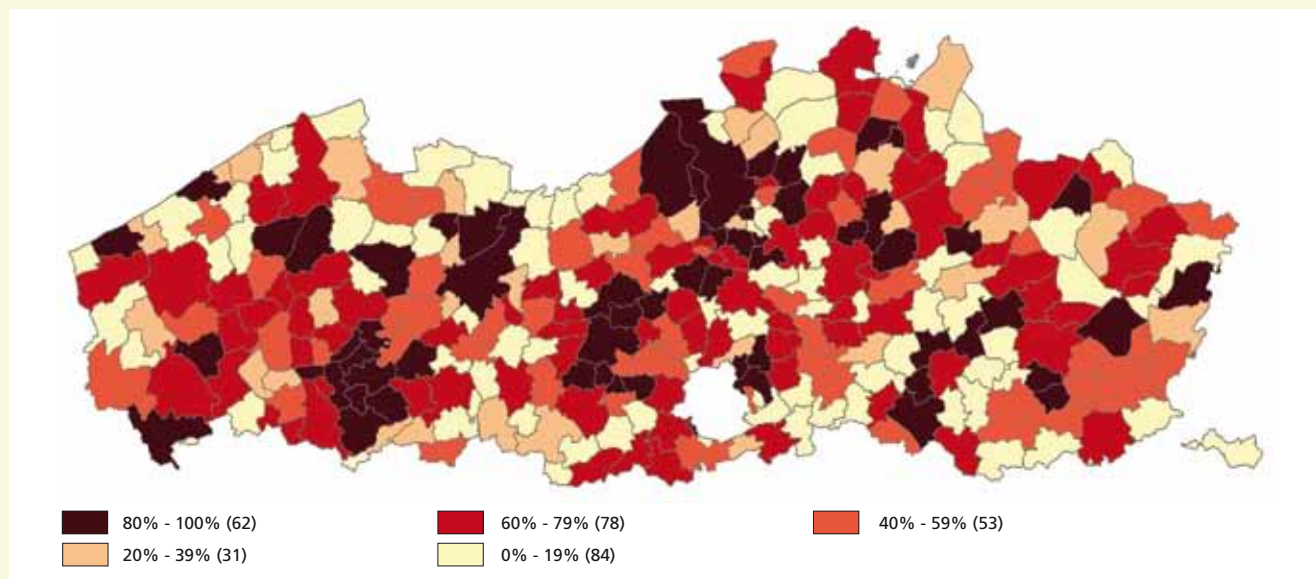 80% - 100% (62) 60% - 79% (78) 40% - 59% (53)
20% - 39% (31) 0% - 19% (84)